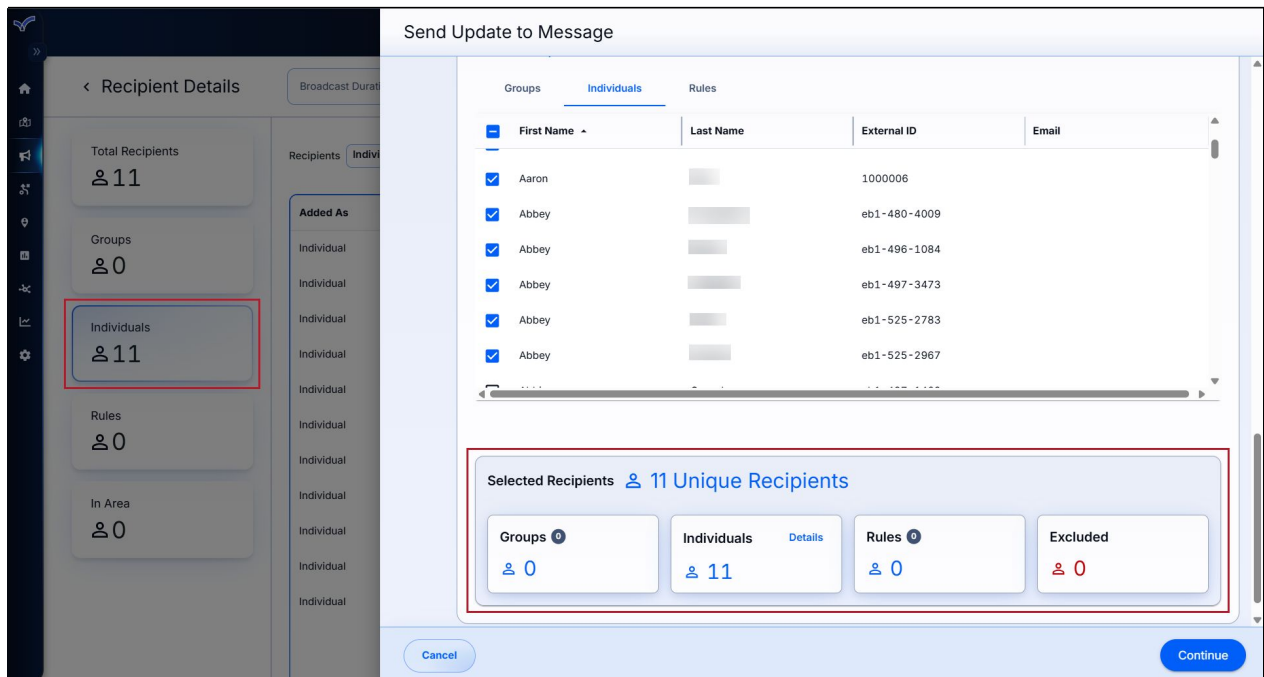 Send Update to Message
Recipient Details
Broadcast Durati
Total Recipients
11
Groups
0
Individuals
11
Rules
0
In Area
0
Recipients Indivi
Added As
Individual
Individual
Individual
Individual
Individual
Individual
Individual
Individual
Individual
Individual
Individual
Groups Individuals Rules
First Name Last Name External ID Email
Aaron 1000006
Abbey eb1-480-4009
Abbey eb1-496-1084
Abbey eb1-497-3473
Abbey eb1-525-2783
Abbey eb1-525-2967
Selected Recipients 11 Unique Recipients
Groups 0
0
Individuals Details
11
Rules 0
0
Excluded
0
Cancel
Continue